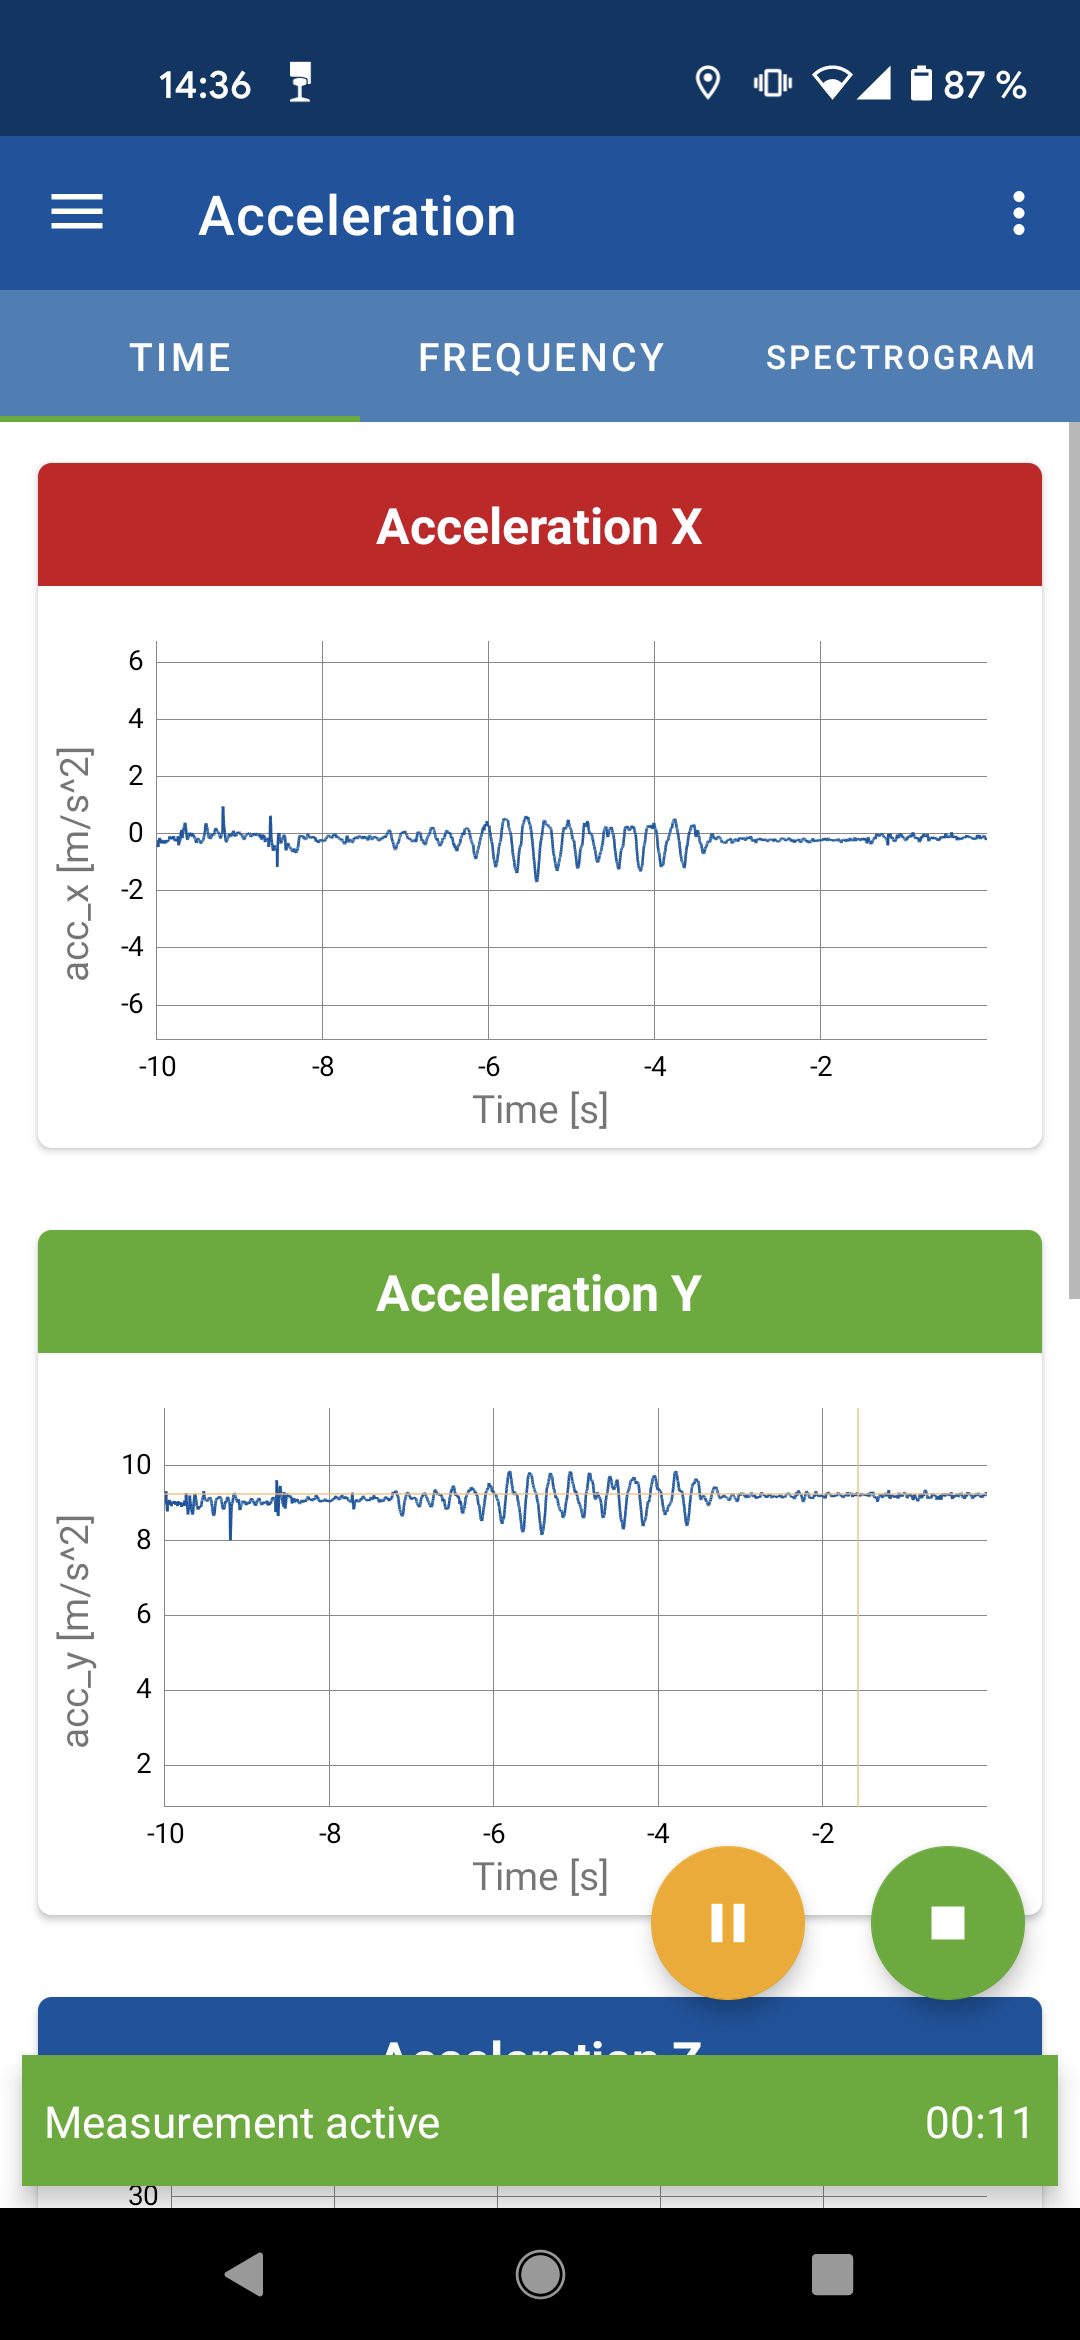 14:36 87 %
Acceleration
TIME FREQUENCY SPECTROGRAM
Acceleration X
6
4
2
0
-2
-4
-6
acc_x [m/s^2]
-10 -8 -6 -4 -2
Time [s]
Acceleration Y
10
8
6
4
2
acc_y [m/s^2]
-10 -8 -6 -4 -2
Time [s]
Acceleration Z
Measurement active 00:11
30